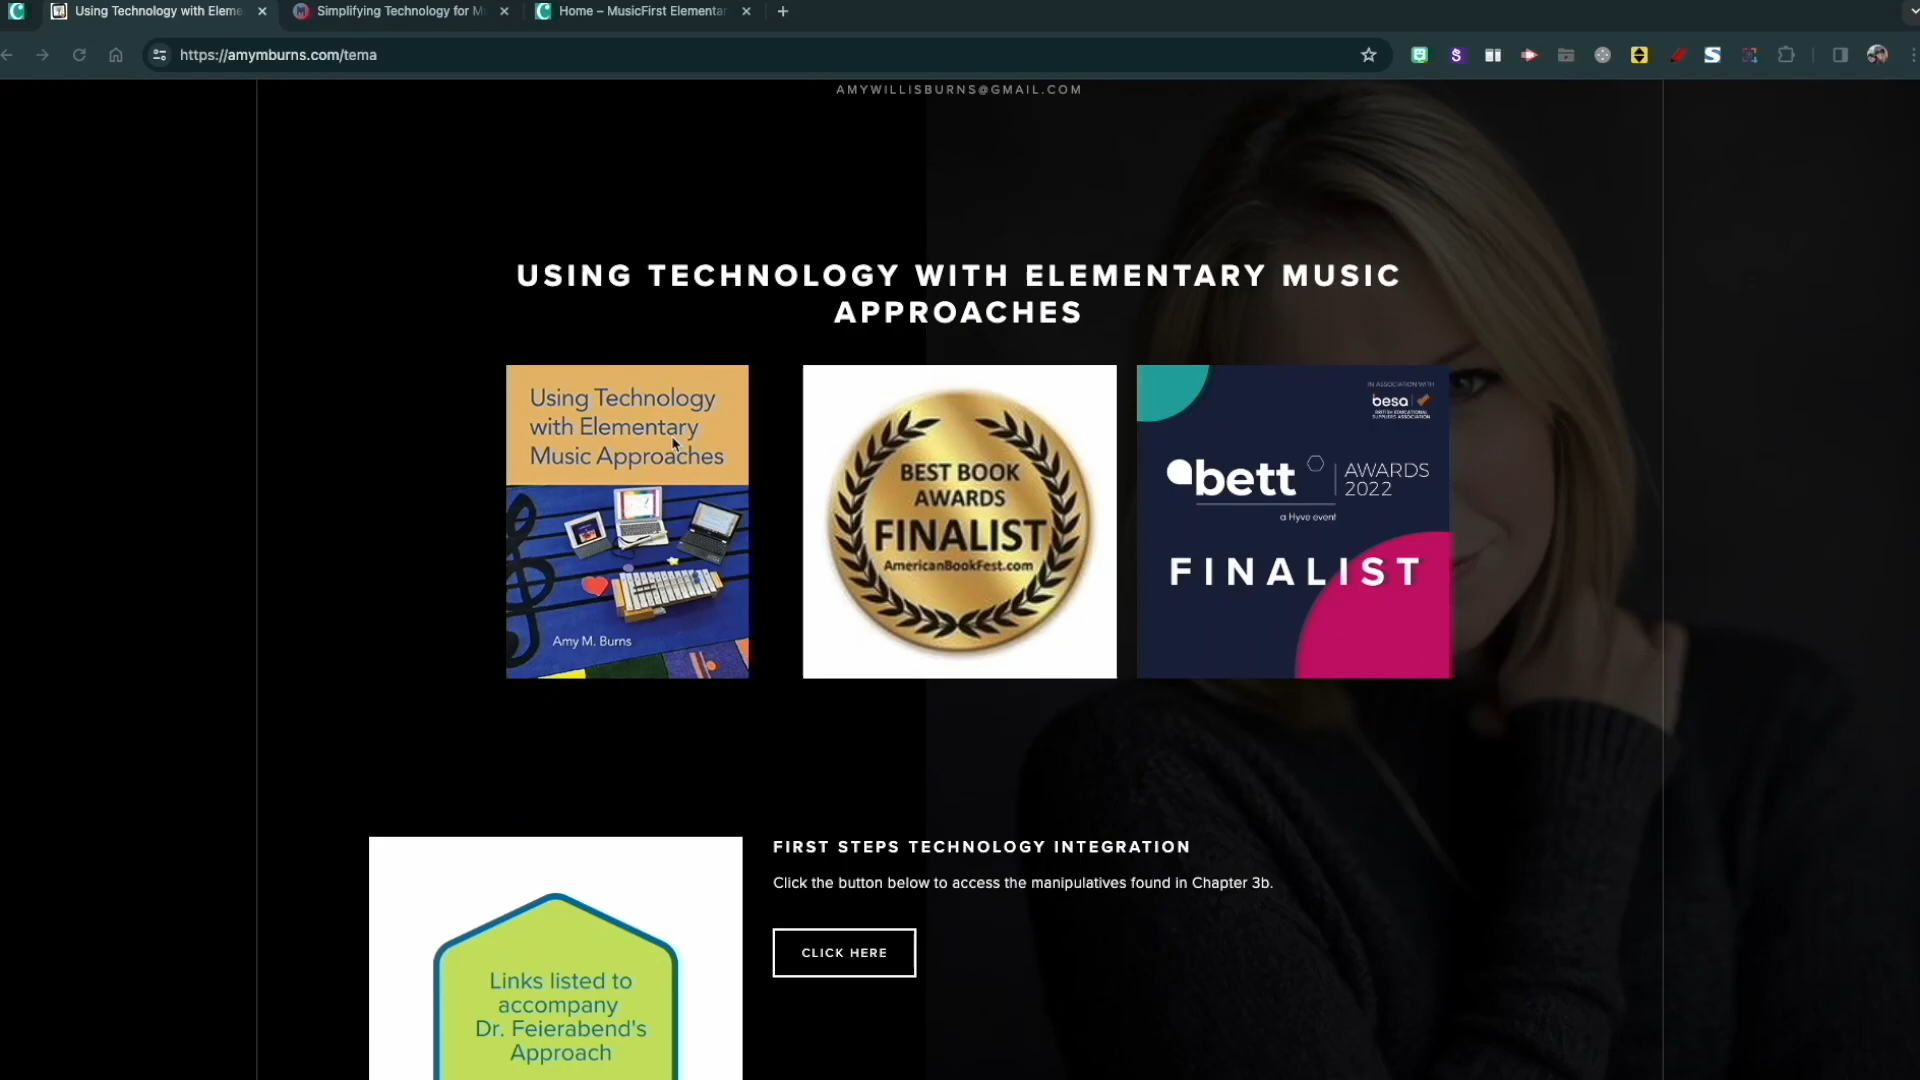 Using Technology with Eleme
Simplifying Technology for M
Home – MusicFirst Elementar
https://amymburns.com/tema
AMYWILLISBURNS@GMAIL.COM
USING TECHNOLOGY WITH ELEMENTARY MUSIC
APPROACHES
Using Technology
with Elementary
Music Approaches
Amy M. Burns
BEST BOOK
AWARDS
FINALIST
AmericanBookFest.com
IN ASSOCIATION WITH
besa
BRITISH EDUCATIONAL
SUPPLIERS ASSOCIATION
bett
AWARDS
2022
a Hyve event
FINALIST
FIRST STEPS TECHNOLOGY INTEGRATION
Click the button below to access the manipulatives found in Chapter 3b.
CLICK HERE
Links listed to
accompany
Dr. Feierabend's
Approach